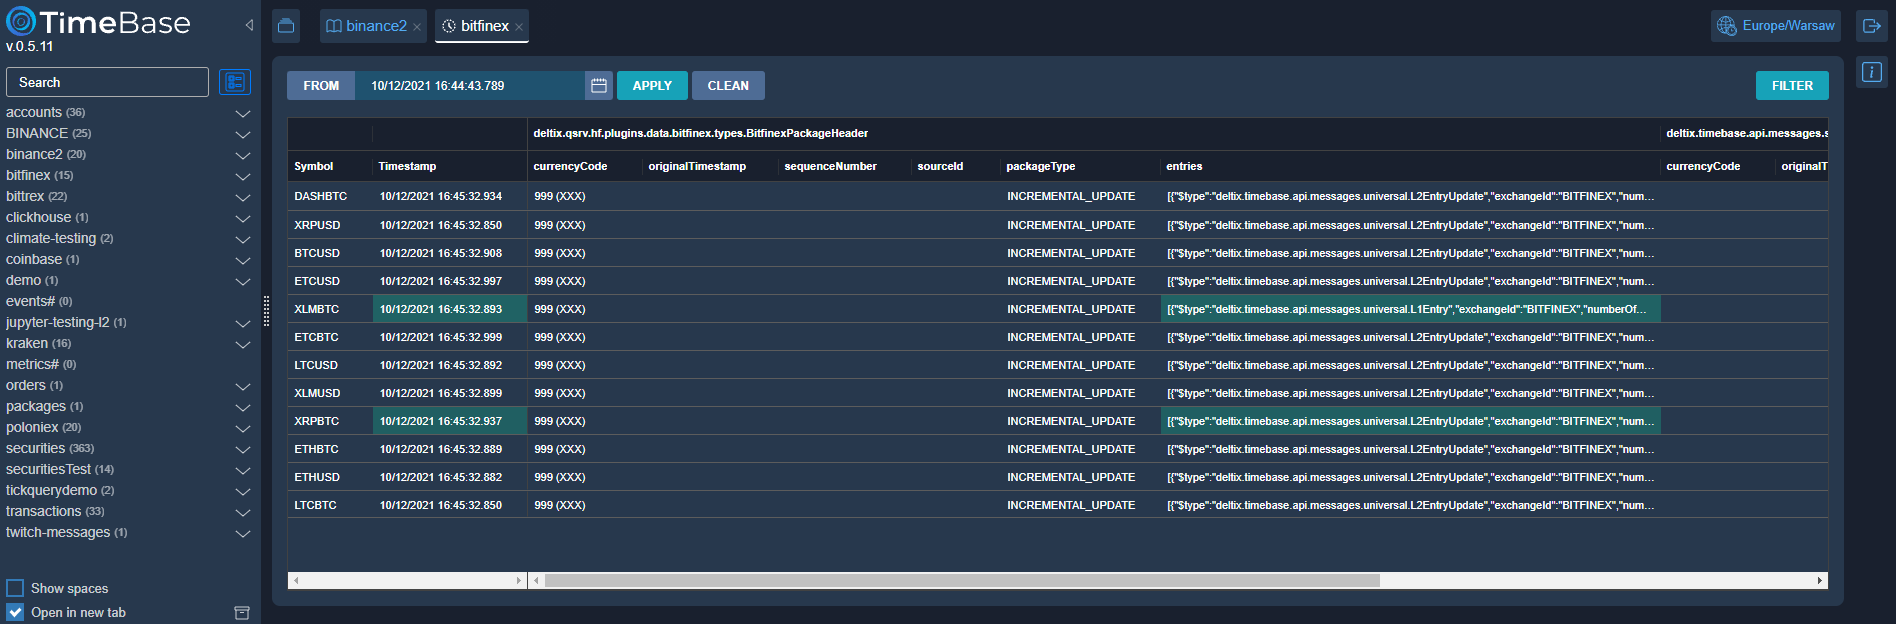 TimeBase
v.0.5.11
Search
accounts (36)
BINANCE (25)
binance2 (20)
bitfinex (15)
bittrex (22)
clickhouse (1)
climate-testing (2)
coinbase (1)
demo (1)
events# (0)
jupyter-testing-l2 (1)
kraken (16)
metrics# (0)
orders (1)
packages (1)
poloniex (20)
securities (363)
securitiesTest (14)
tickquerydemo (2)
transactions (33)
twitch-messages (1)
Show spaces
Open in new tab
binance2 × bitfinex × Europe/Warsaw
FROM 10/12/2021 16:44:43.789 APPLY CLEAN FILTER
deltix.qsrv.hf.plugins.data.bitfinex.types.BitfinexPackageHeader deltix.timebase.api.messages.s
Symbol Timestamp currencyCode originalTimestamp sequenceNumber sourceId packageType entries currencyCode originalT
DASHBTC 10/12/2021 16:45:32.934 999 (XXX) INCREMENTAL_UPDATE [{"$type":"deltix.timebase.api.messages.universal.L2EntryUpdate","exchangeId":"BITFINEX","num...
XRPUSD 10/12/2021 16:45:32.850 999 (XXX) INCREMENTAL_UPDATE [{"$type":"deltix.timebase.api.messages.universal.L2EntryUpdate","exchangeId":"BITFINEX","num...
BTCUSD 10/12/2021 16:45:32.908 999 (XXX) INCREMENTAL_UPDATE [{"$type":"deltix.timebase.api.messages.universal.L2EntryUpdate","exchangeId":"BITFINEX","num...
ETCUSD 10/12/2021 16:45:32.997 999 (XXX) INCREMENTAL_UPDATE [{"$type":"deltix.timebase.api.messages.universal.L2EntryUpdate","exchangeId":"BITFINEX","num...
XLMBTC 10/12/2021 16:45:32.893 999 (XXX) INCREMENTAL_UPDATE [{"$type":"deltix.timebase.api.messages.universal.L1Entry","exchangeId":"BITFINEX","numberOf...
ETCBTC 10/12/2021 16:45:32.999 999 (XXX) INCREMENTAL_UPDATE [{"$type":"deltix.timebase.api.messages.universal.L2EntryUpdate","exchangeId":"BITFINEX","num...
LTCUSD 10/12/2021 16:45:32.892 999 (XXX) INCREMENTAL_UPDATE [{"$type":"deltix.timebase.api.messages.universal.L2EntryUpdate","exchangeId":"BITFINEX","num...
XLMUSD 10/12/2021 16:45:32.899 999 (XXX) INCREMENTAL_UPDATE [{"$type":"deltix.timebase.api.messages.universal.L2EntryUpdate","exchangeId":"BITFINEX","num...
XRPBTC 10/12/2021 16:45:32.937 999 (XXX) INCREMENTAL_UPDATE [{"$type":"deltix.timebase.api.messages.universal.L2EntryUpdate","exchangeId":"BITFINEX","num...
ETHBTC 10/12/2021 16:45:32.889 999 (XXX) INCREMENTAL_UPDATE [{"$type":"deltix.timebase.api.messages.universal.L2EntryUpdate","exchangeId":"BITFINEX","num...
ETHUSD 10/12/2021 16:45:32.882 999 (XXX) INCREMENTAL_UPDATE [{"$type":"deltix.timebase.api.messages.universal.L2EntryUpdate","exchangeId":"BITFINEX","num...
LTCBTC 10/12/2021 16:45:32.850 999 (XXX) INCREMENTAL_UPDATE [{"$type":"deltix.timebase.api.messages.universal.L2EntryUpdate","exchangeId":"BITFINEX","num...